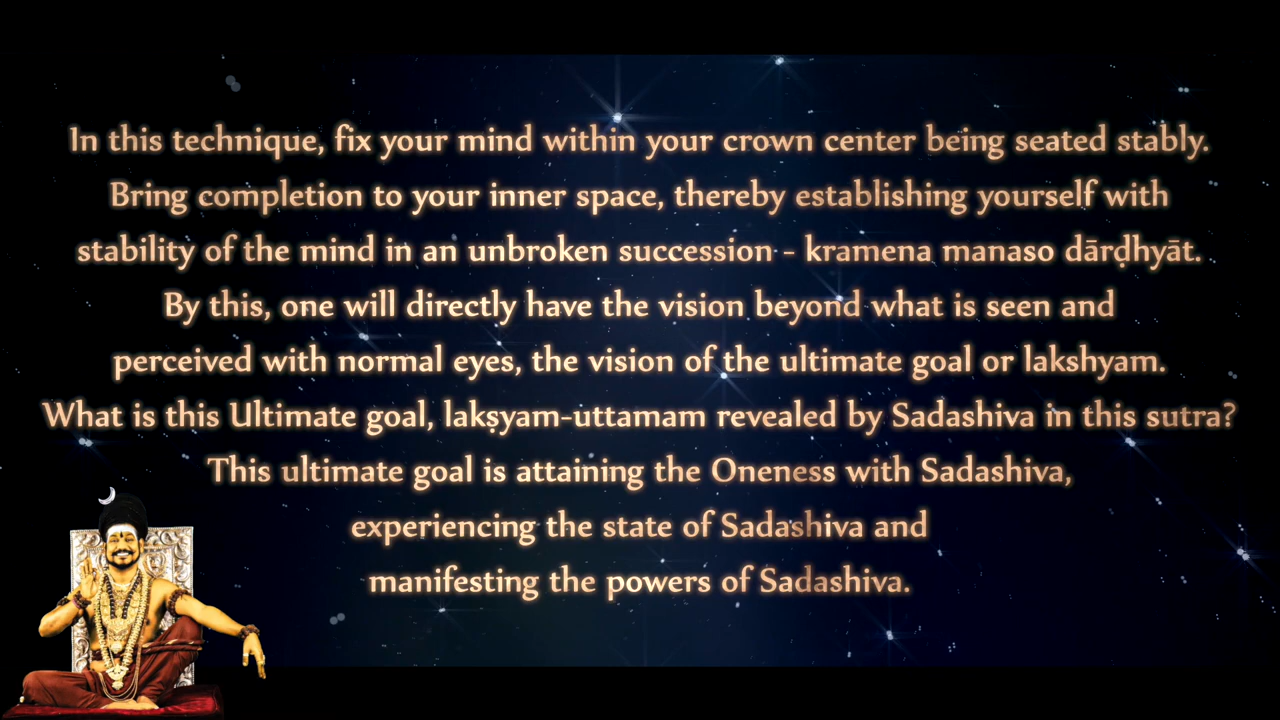 In this technique, fix your mind within your crown center being seated stably.
Bring completion to your inner space, thereby establishing yourself with
stability of the mind in an unbroken succession - kramena manaso dārḍhyāt.
By this, one will directly have the vision beyond what is seen and
perceived with normal eyes, the vision of the ultimate goal or lakshyam.
What is this Ultimate goal, lakṣyam-uttamam revealed by Sadashiva in this sutra?
This ultimate goal is attaining the Oneness with Sadashiva,
experiencing the state of Sadashiva and
manifesting the powers of Sadashiva.